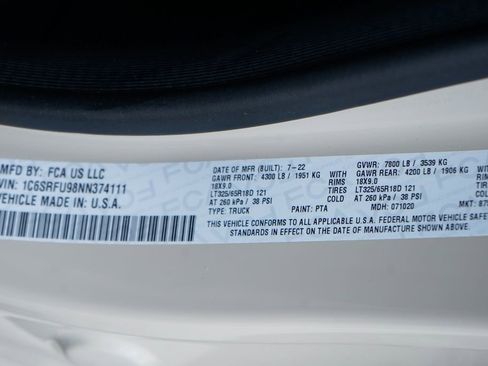 MFD BY: FCA US LLC
VIN: 1C6SRFU98NN374111
VEHICLE MADE IN: U.S.A.
DATE OF MFR (BUILT): 7-22
GAWR FRONT: 4300 LB / 1951 KG WITH
18X9.0 RIMS
LT325/65R18D 121 TIRES
AT 260 kPa / 38 PSI COLD
TYPE: TRUCK PAINT: PTA MDH: 071020
GVWR: 7800 LB / 3539 KG
GAWR REAR: 4200 LB / 1906 KG
18X9.0
LT325/65R18D 121
AT 260 kPa / 38 PSI
MKT:
THIS VEHICLE CONFORMS TO ALL APPLICABLE U.S.A. FEDERAL MOTOR VEHICLE SAFETY
STANDARDS IN EFFECT ON THE DATE OF MANUFACTURE SHOWN ABOVE.